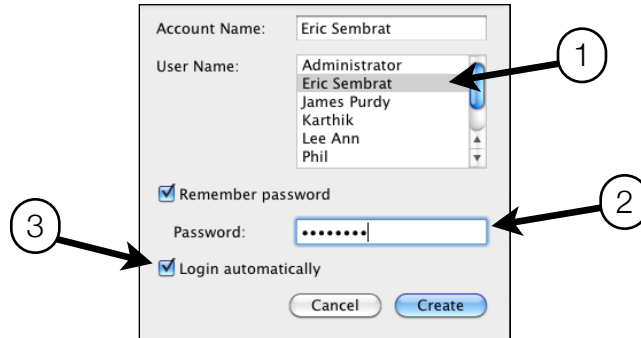 Account Name: Eric Sembrat
1
User Name: Administrator
Eric Sembrat
James Purdy
Karthik
Lee Ann
Phil
Remember password
2
3
Password: ••••••••
Login automatically
Cancel Create